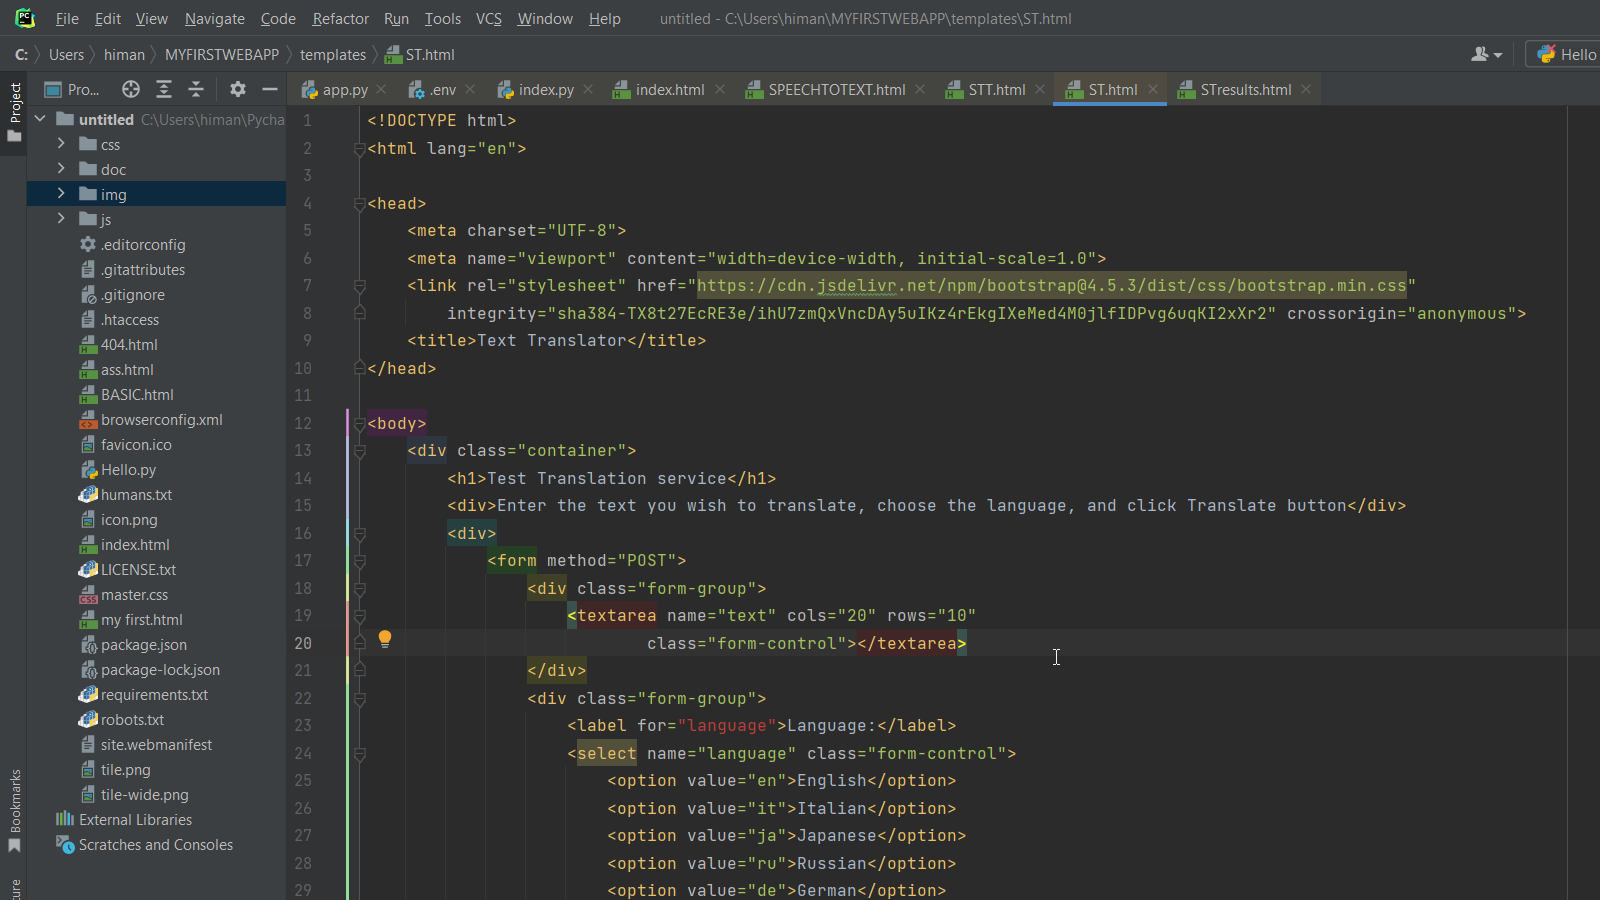 File Edit View Navigate Code Refactor Run Tools VCS Window Help untitled - C:\Users\himan\MYFIRSTWEBAPP\templates\ST.html
C: Users himan MYFIRSTWEBAPP templates ST.html Hello
Project
Pro...
app.py .env index.py index.html SPEECHTOTEXT.html STT.html ST.html STresults.html
untitled C:\Users\himan\Pycha
css
doc
img
js
.editorconfig
.gitattributes
.gitignore
.htaccess
404.html
ass.html
BASIC.html
browserconfig.xml
favicon.ico
Hello.py
humans.txt
icon.png
index.html
LICENSE.txt
master.css
my first.html
package.json
package-lock.json
requirements.txt
robots.txt
site.webmanifest
tile.png
tile-wide.png
External Libraries
Scratches and Consoles
Bookmarks
1 <!DOCTYPE html>
2 <html lang="en">
3
4 <head>
5 <meta charset="UTF-8">
6 <meta name="viewport" content="width=device-width, initial-scale=1.0">
7 <link rel="stylesheet" href="https://cdn.jsdelivr.net/npm/bootstrap@4.5.3/dist/css/bootstrap.min.css"
8 integrity="sha384-TX8t27EcRE3e/ihU7zmQxVncDAy5uIKz4rEkgIXeMed4M0jlfIDPvg6uqKI2xXr2" crossorigin="anonymous">
9 <title>Text Translator</title>
10 </head>
11
12 <body>
13 <div class="container">
14 <h1>Test Translation service</h1>
15 <div>Enter the text you wish to translate, choose the language, and click Translate button</div>
16 <div>
17 <form method="POST">
18 <div class="form-group">
19 <textarea name="text" cols="20" rows="10"
20 class="form-control"></textarea>
21 </div>
22 <div class="form-group">
23 <label for="language">Language:</label>
24 <select name="language" class="form-control">
25 <option value="en">English</option>
26 <option value="it">Italian</option>
27 <option value="ja">Japanese</option>
28 <option value="ru">Russian</option>
29 <option value="de">German</option>